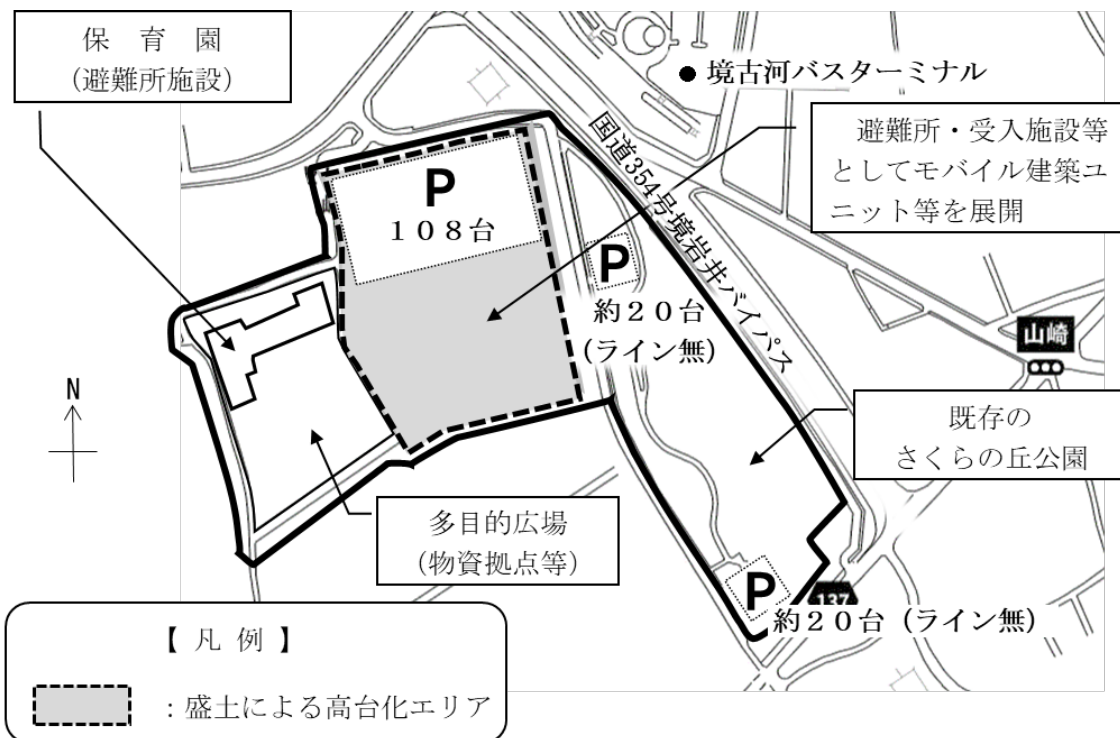 保 育 園
(避難所施設)
● 境古河バスターミナル
避難所・受入施設等
としてモバイル建築ユ
ニット等を展開
国道354号境岩井バイパス
P
１０８台
P
約２０台
(ライン無)
山崎
N
既存の
さくらの丘公園
多目的広場
(物資拠点等)
P
137
約２０台 (ライン無)
【 凡 例 】
：盛土による高台化エリア